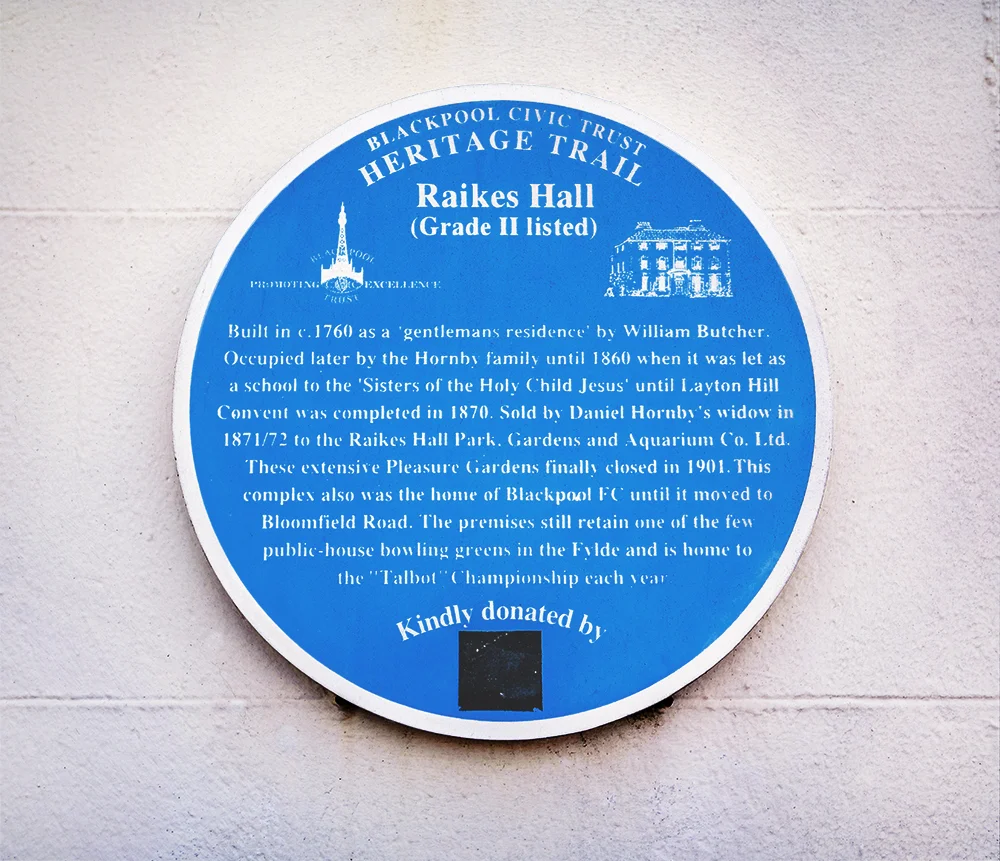 BLACKPOOL CIVIC TRUST
HERITAGE TRAIL
Raikes Hall
(Grade II listed)
BLACKPOOL
PROMOTING CIVIC EXCELLENCE
TRUST
Built in c.1760 as a 'gentlemans residence' by William Butcher.
Occupied later by the Hornby family until 1860 when it was let as
a school to the 'Sisters of the Holy Child Jesus' until Layton Hill
Convent was completed in 1870. Sold by Daniel Hornby's widow in
1871/72 to the Raikes Hall Park, Gardens and Aquarium Co. Ltd.
These extensive Pleasure Gardens finally closed in 1901. This
complex also was the home of Blackpool FC until it moved to
Bloomfield Road. The premises still retain one of the few
public-house bowling greens in the Fylde and is home to
the "Talbot" Championship each year
Kindly donated by